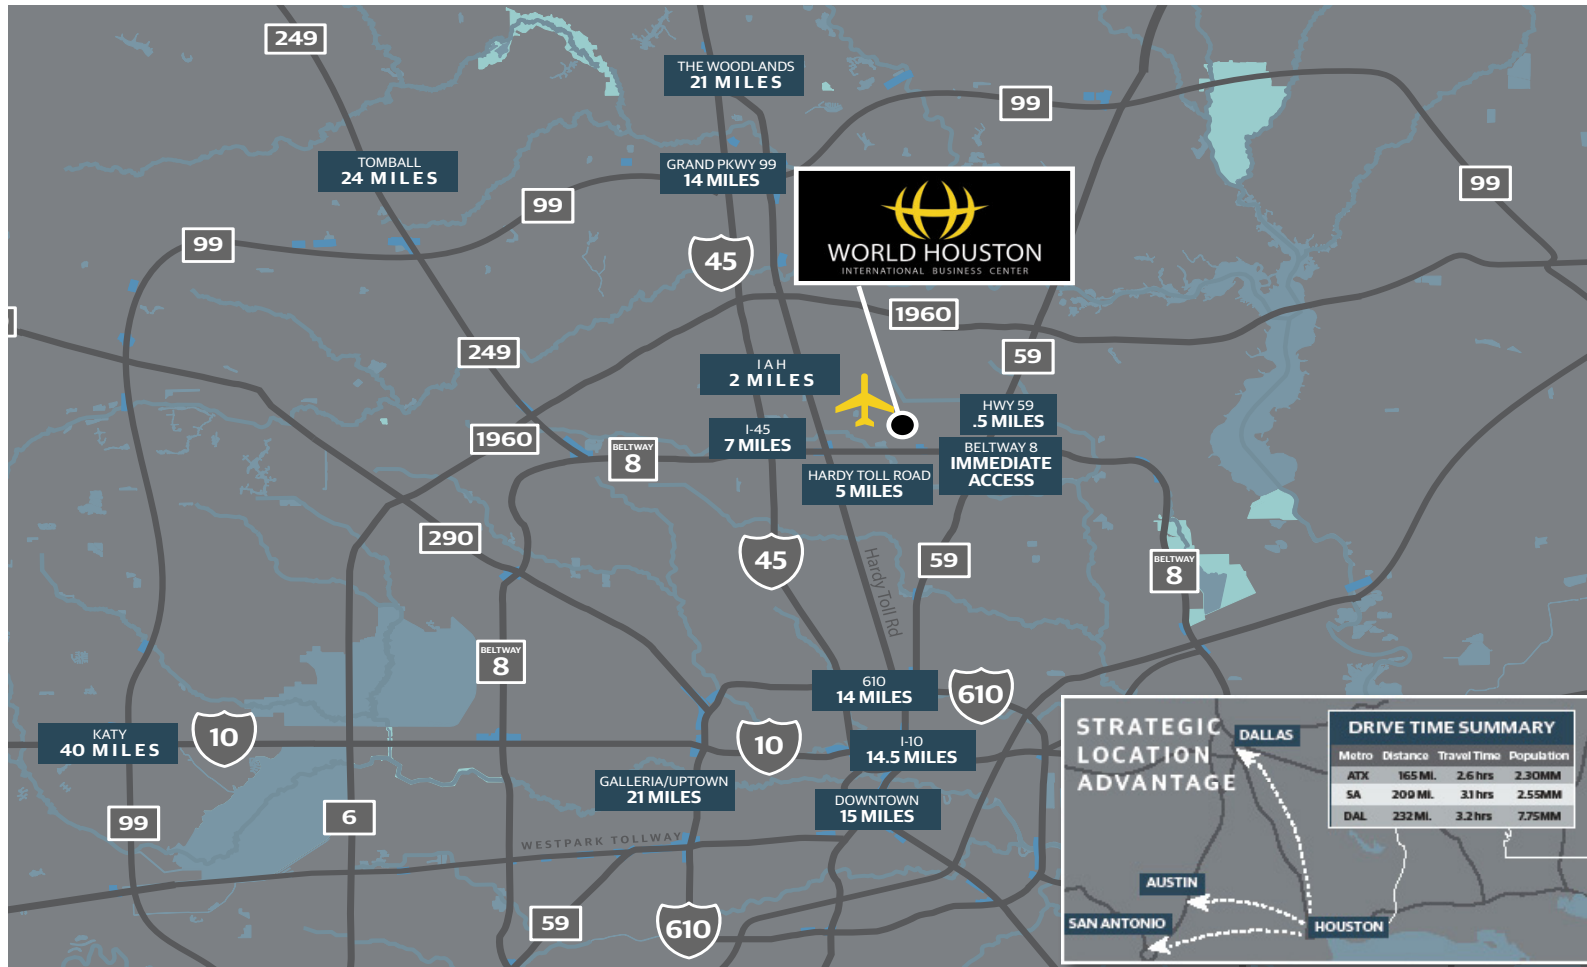 249
THE WOODLANDS
21 MILES
99
TOMBALL
24 MILES
GRAND PKWY 99
14 MILES
99
99
99
45
WORLD HOUSTON
INTERNATIONAL BUSINESS CENTER
1960
249
59
IAH
2 MILES
HWY 59
.5 MILES
I-45
7 MILES
1960
BELTWAY
8
BELTWAY 8
IMMEDIATE
ACCESS
HARDY TOLL ROAD
5 MILES
290
45
59
BELTWAY
8
Hardy Toll Rd
BELTWAY
8
610
14 MILES
610
KATY
40 MILES
10
10
I-10
14.5 MILES
GALLERIA/UPTOWN
21 MILES
DOWNTOWN
15 MILES
99
6
WESTPARK TOLLWAY
59
610
STRATEGIC
LOCATION
ADVANTAGE
DALLAS
DRIVE TIME SUMMARY
Metro Distance Travel Time Population
ATX 165 MI. 2.6 hrs 2.30MM
SA 209 MI. 3.1 hrs 2.55MM
DAL 232 MI. 3.2 hrs 7.75MM
AUSTIN
SAN ANTONIO
HOUSTON